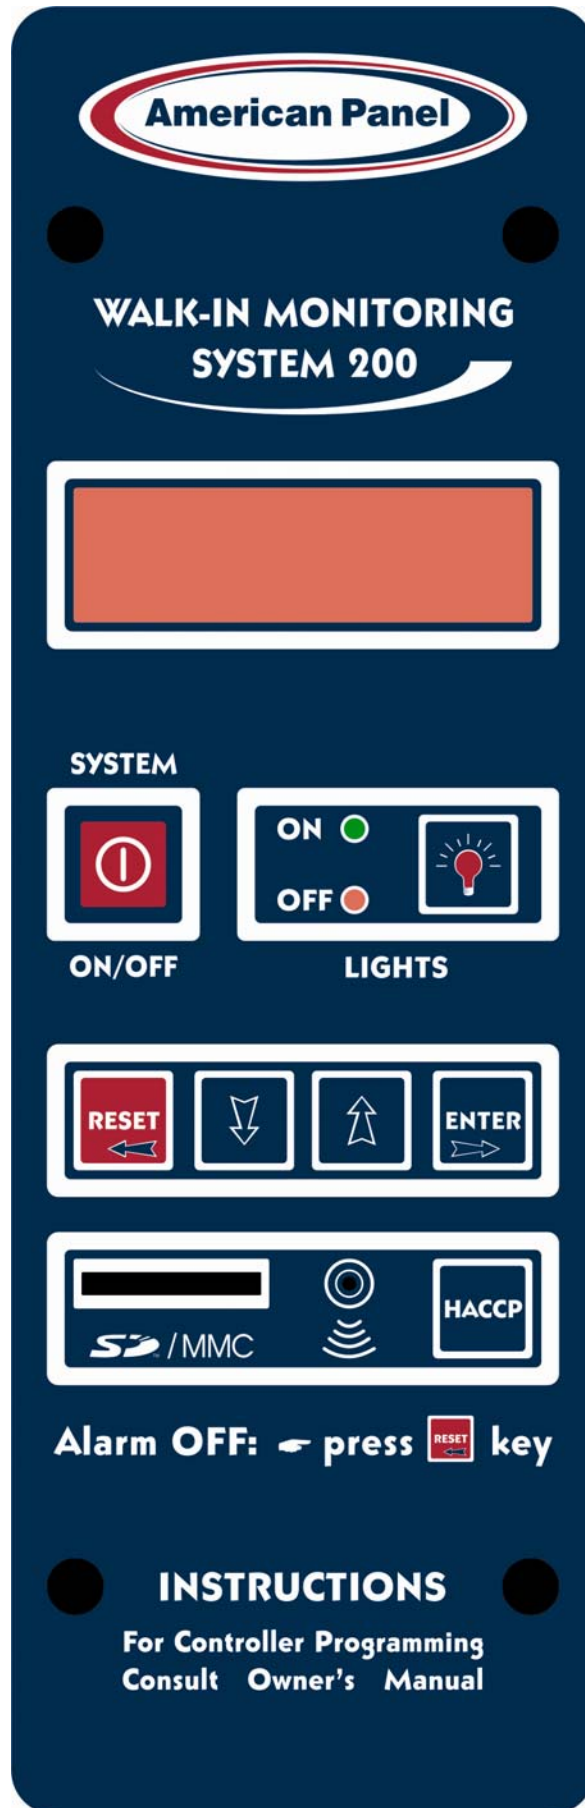 American Panel
WALK-IN MONITORING
SYSTEM 200
SYSTEM
ON
OFF
ON/OFF
LIGHTS
RESET
ENTER
SD™/MMC
HACCP
Alarm OFF: ☛ press RESET key
INSTRUCTIONS
For Controller Programming
Consult Owner's Manual